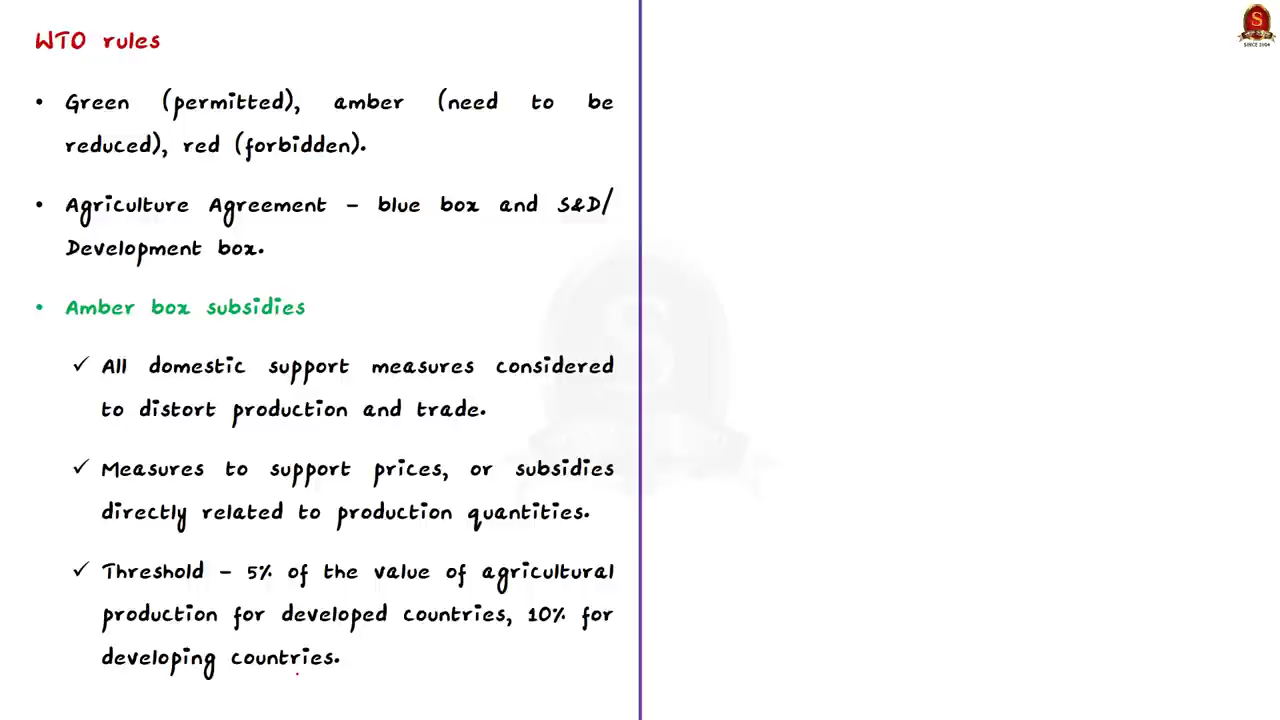 WTO rules
• Green (permitted), amber (need to be
reduced), red (forbidden).
• Agriculture Agreement – blue box and S&D/
Development box.
• Amber box subsidies
✓ All domestic support measures considered
to distort production and trade.
✓ Measures to support prices, or subsidies
directly related to production quantities.
✓ Threshold – 5% of the value of agricultural
production for developed countries, 10% for
developing countries.
S
SINCE 2004